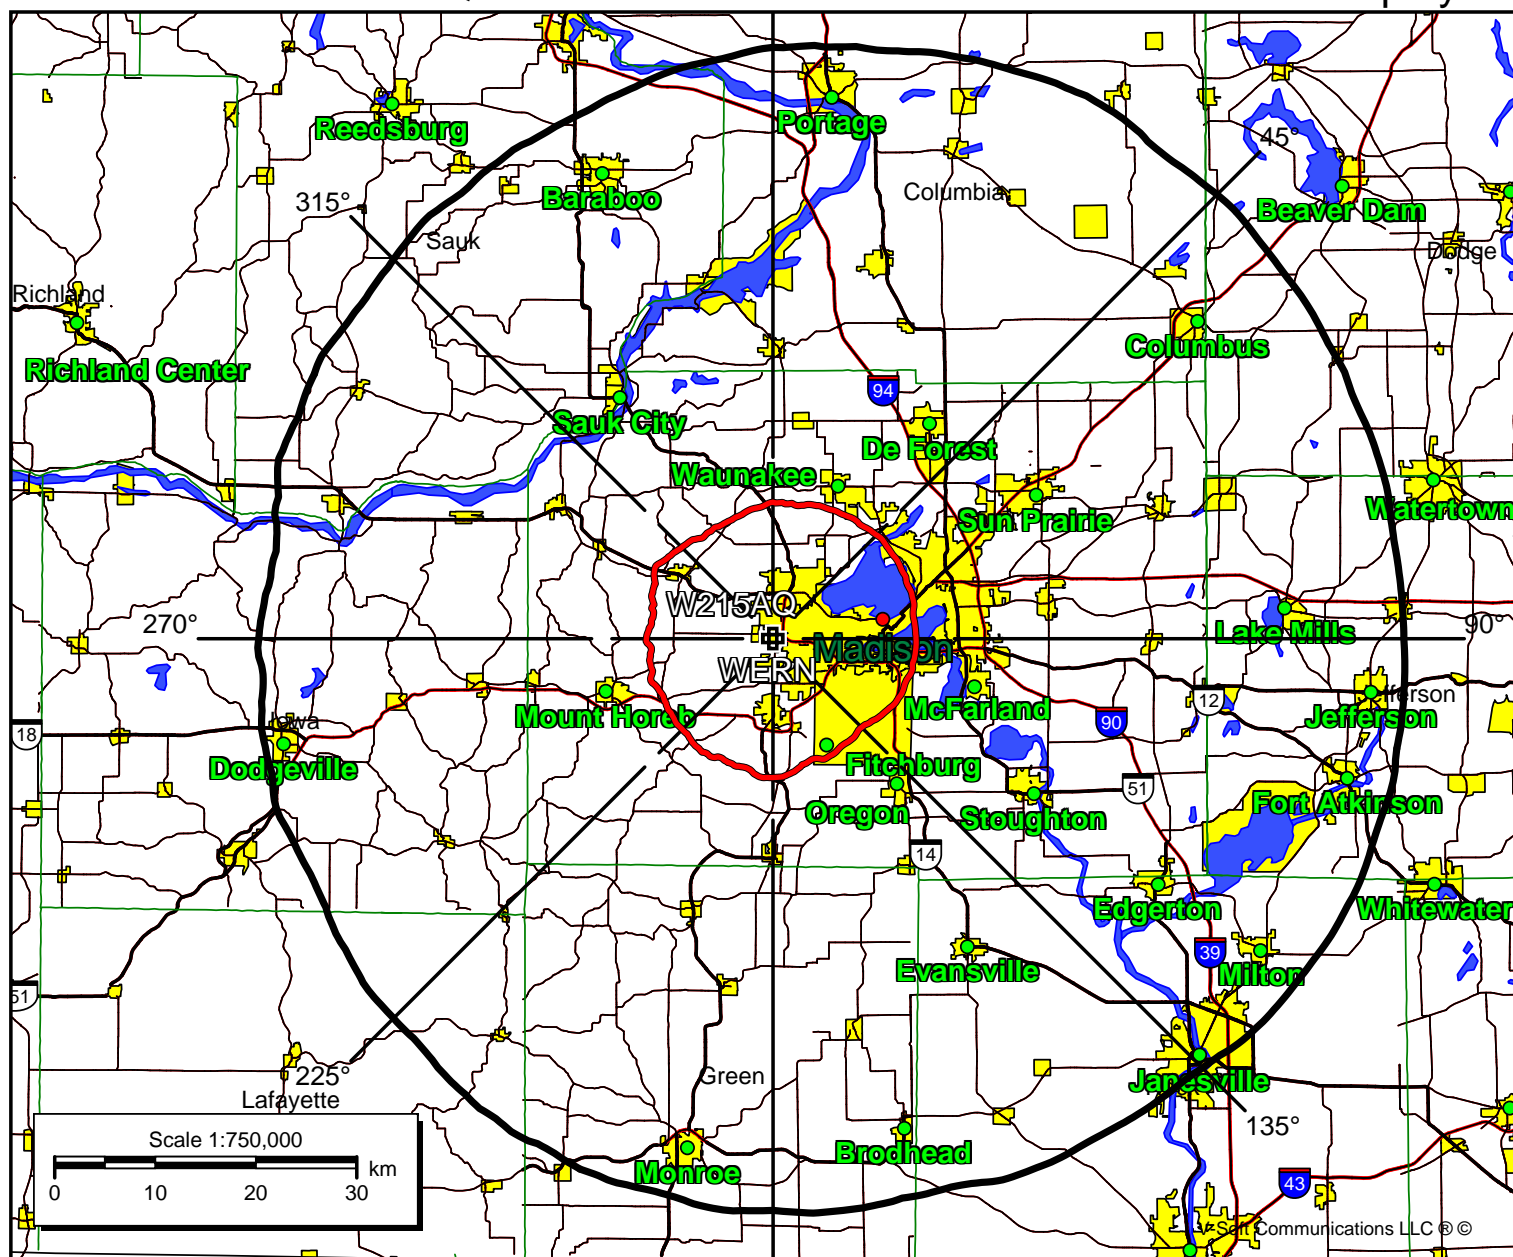 Reedsburg
Portage
45°
Baraboo
Columbia
315°
Beaver Dam
Sauk
Dodge
Richland
Columbus
Richland Center
94
Sauk City
De Forest
Waunakee
Watertown
Sun Prairie
W215AQ
270°
90°
Lake Mills
Madison
WERN
fferson
12
McFarland
Mount Horeb
Jefferson
90
Iowa
18
Dodgeville
Fitchburg
51
Fort Atkinson
Oregon
Stoughton
14
Edgerton
Whitewater
39
Evansville
Milton
51
225°
Green
Janesville
Lafayette
135°
Scale 1:750,000
Brodhead
km
Monroe
0 10 20 30
43
V-Soft Communications LLC ® ©